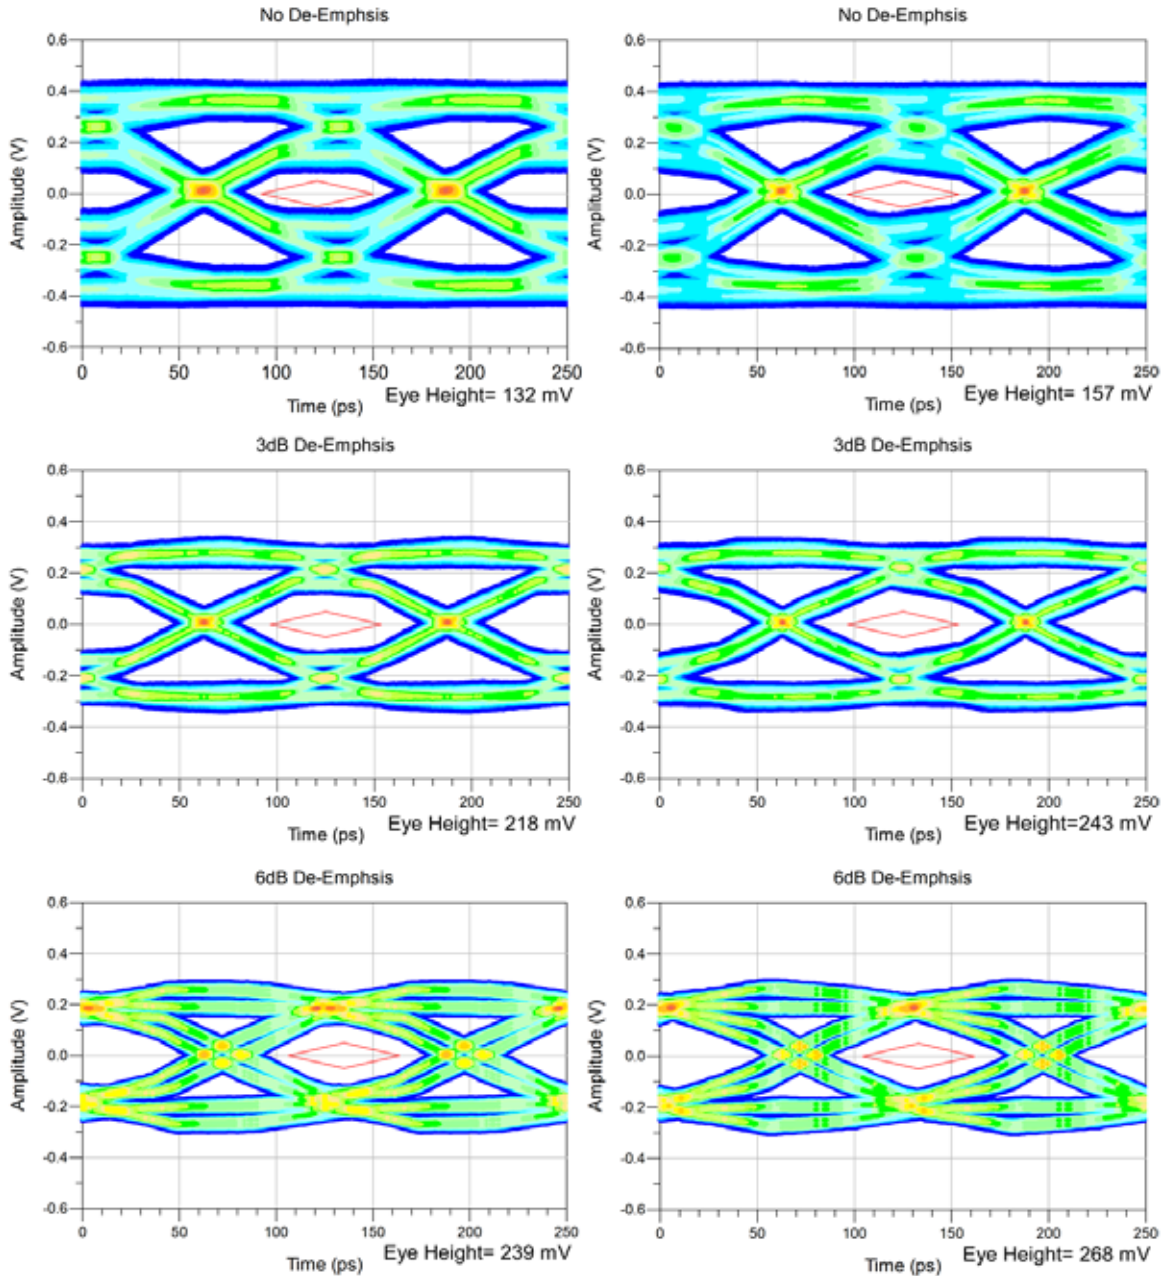 No De-Emphsis
0.6
0.4
0.2
0.0
-0.2
-0.4
-0.6
Amplitude (V)
0 50 100 150 200 250
Time (ps)
Eye Height= 132 mV
No De-Emphsis
0.6
0.4
0.2
0.0
-0.2
-0.4
-0.6
Amplitude (V)
0 50 100 150 200 250
Time (ps)
Eye Height= 157 mV
3dB De-Emphsis
0.6
0.4
0.2
0.0
-0.2
-0.4
-0.6
Amplitude (V)
0 50 100 150 200 250
Time (ps)
Eye Height= 218 mV
3dB De-Emphsis
0.6
0.4
0.2
0.0
-0.2
-0.4
-0.6
Amplitude (V)
0 50 100 150 200 250
Time (ps)
Eye Height=243 mV
6dB De-Emphsis
0.6
0.4
0.2
0.0
-0.2
-0.4
-0.6
Amplitude (V)
0 50 100 150 200 250
Time (ps)
Eye Height= 239 mV
6dB De-Emphsis
0.6
0.4
0.2
0.0
-0.2
-0.4
-0.6
Amplitude (V)
0 50 100 150 200 250
Time (ps)
Eye Height= 268 mV